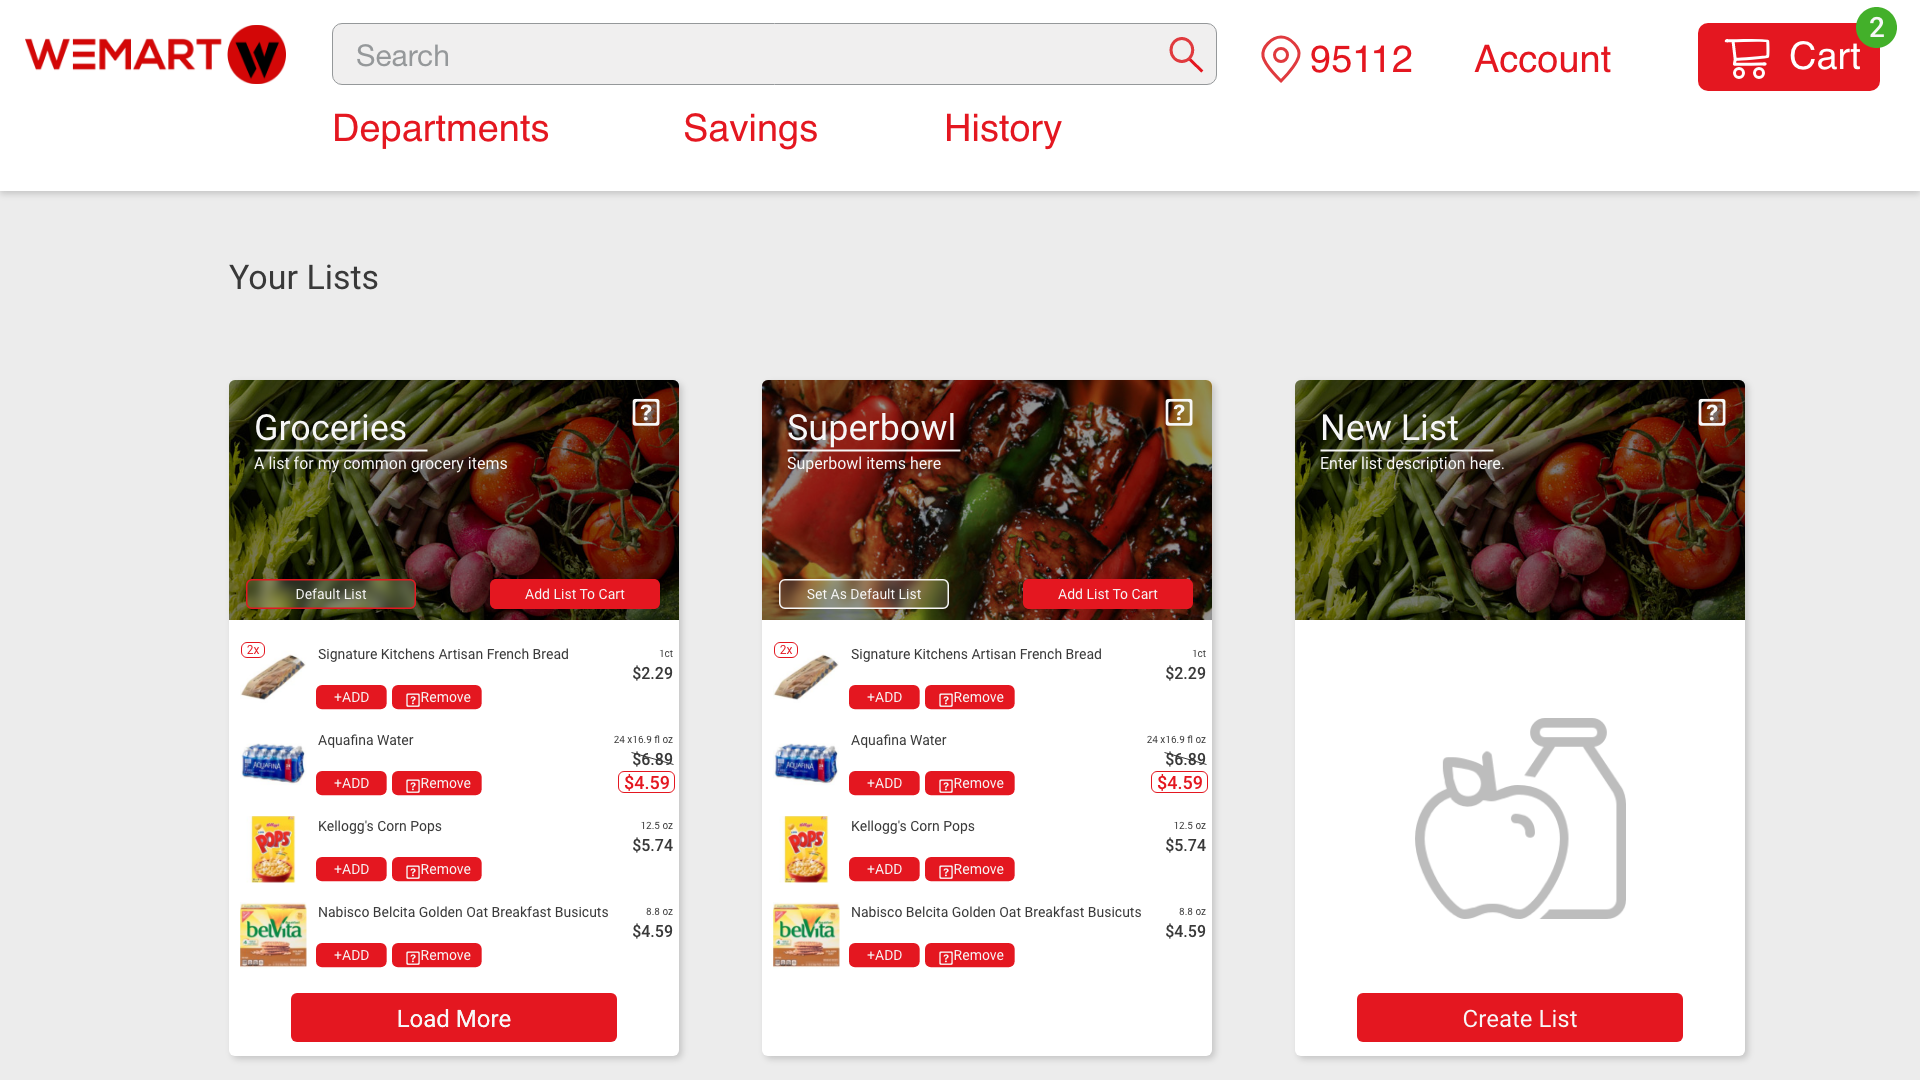 WEMART W
Search
95112
Account
Cart
2
Departments
Savings
History
Your Lists
Groceries
A list for my common grocery items
Default List
Add List To Cart
2x
Signature Kitchens Artisan French Bread
1ct
$2.29
+ADD
Remove
Aquafina Water
24 x16.9 fl oz
$6.89
+ADD
Remove
$4.59
AQUAFINA
Kellogg's Corn Pops
12.5 oz
$5.74
POPS
+ADD
Remove
Nabisco Belcita Golden Oat Breakfast Busicuts
8.8 oz
$4.59
belVita
+ADD
Remove
Load More
Superbowl
Superbowl items here
Set As Default List
Add List To Cart
2x
Signature Kitchens Artisan French Bread
1ct
$2.29
+ADD
Remove
Aquafina Water
24 x16.9 fl oz
$6.89
+ADD
Remove
$4.59
AQUAFINA
Kellogg's Corn Pops
12.5 oz
$5.74
POPS
+ADD
Remove
Nabisco Belcita Golden Oat Breakfast Busicuts
8.8 oz
$4.59
belVita
+ADD
Remove
New List
Enter list description here.
Create List